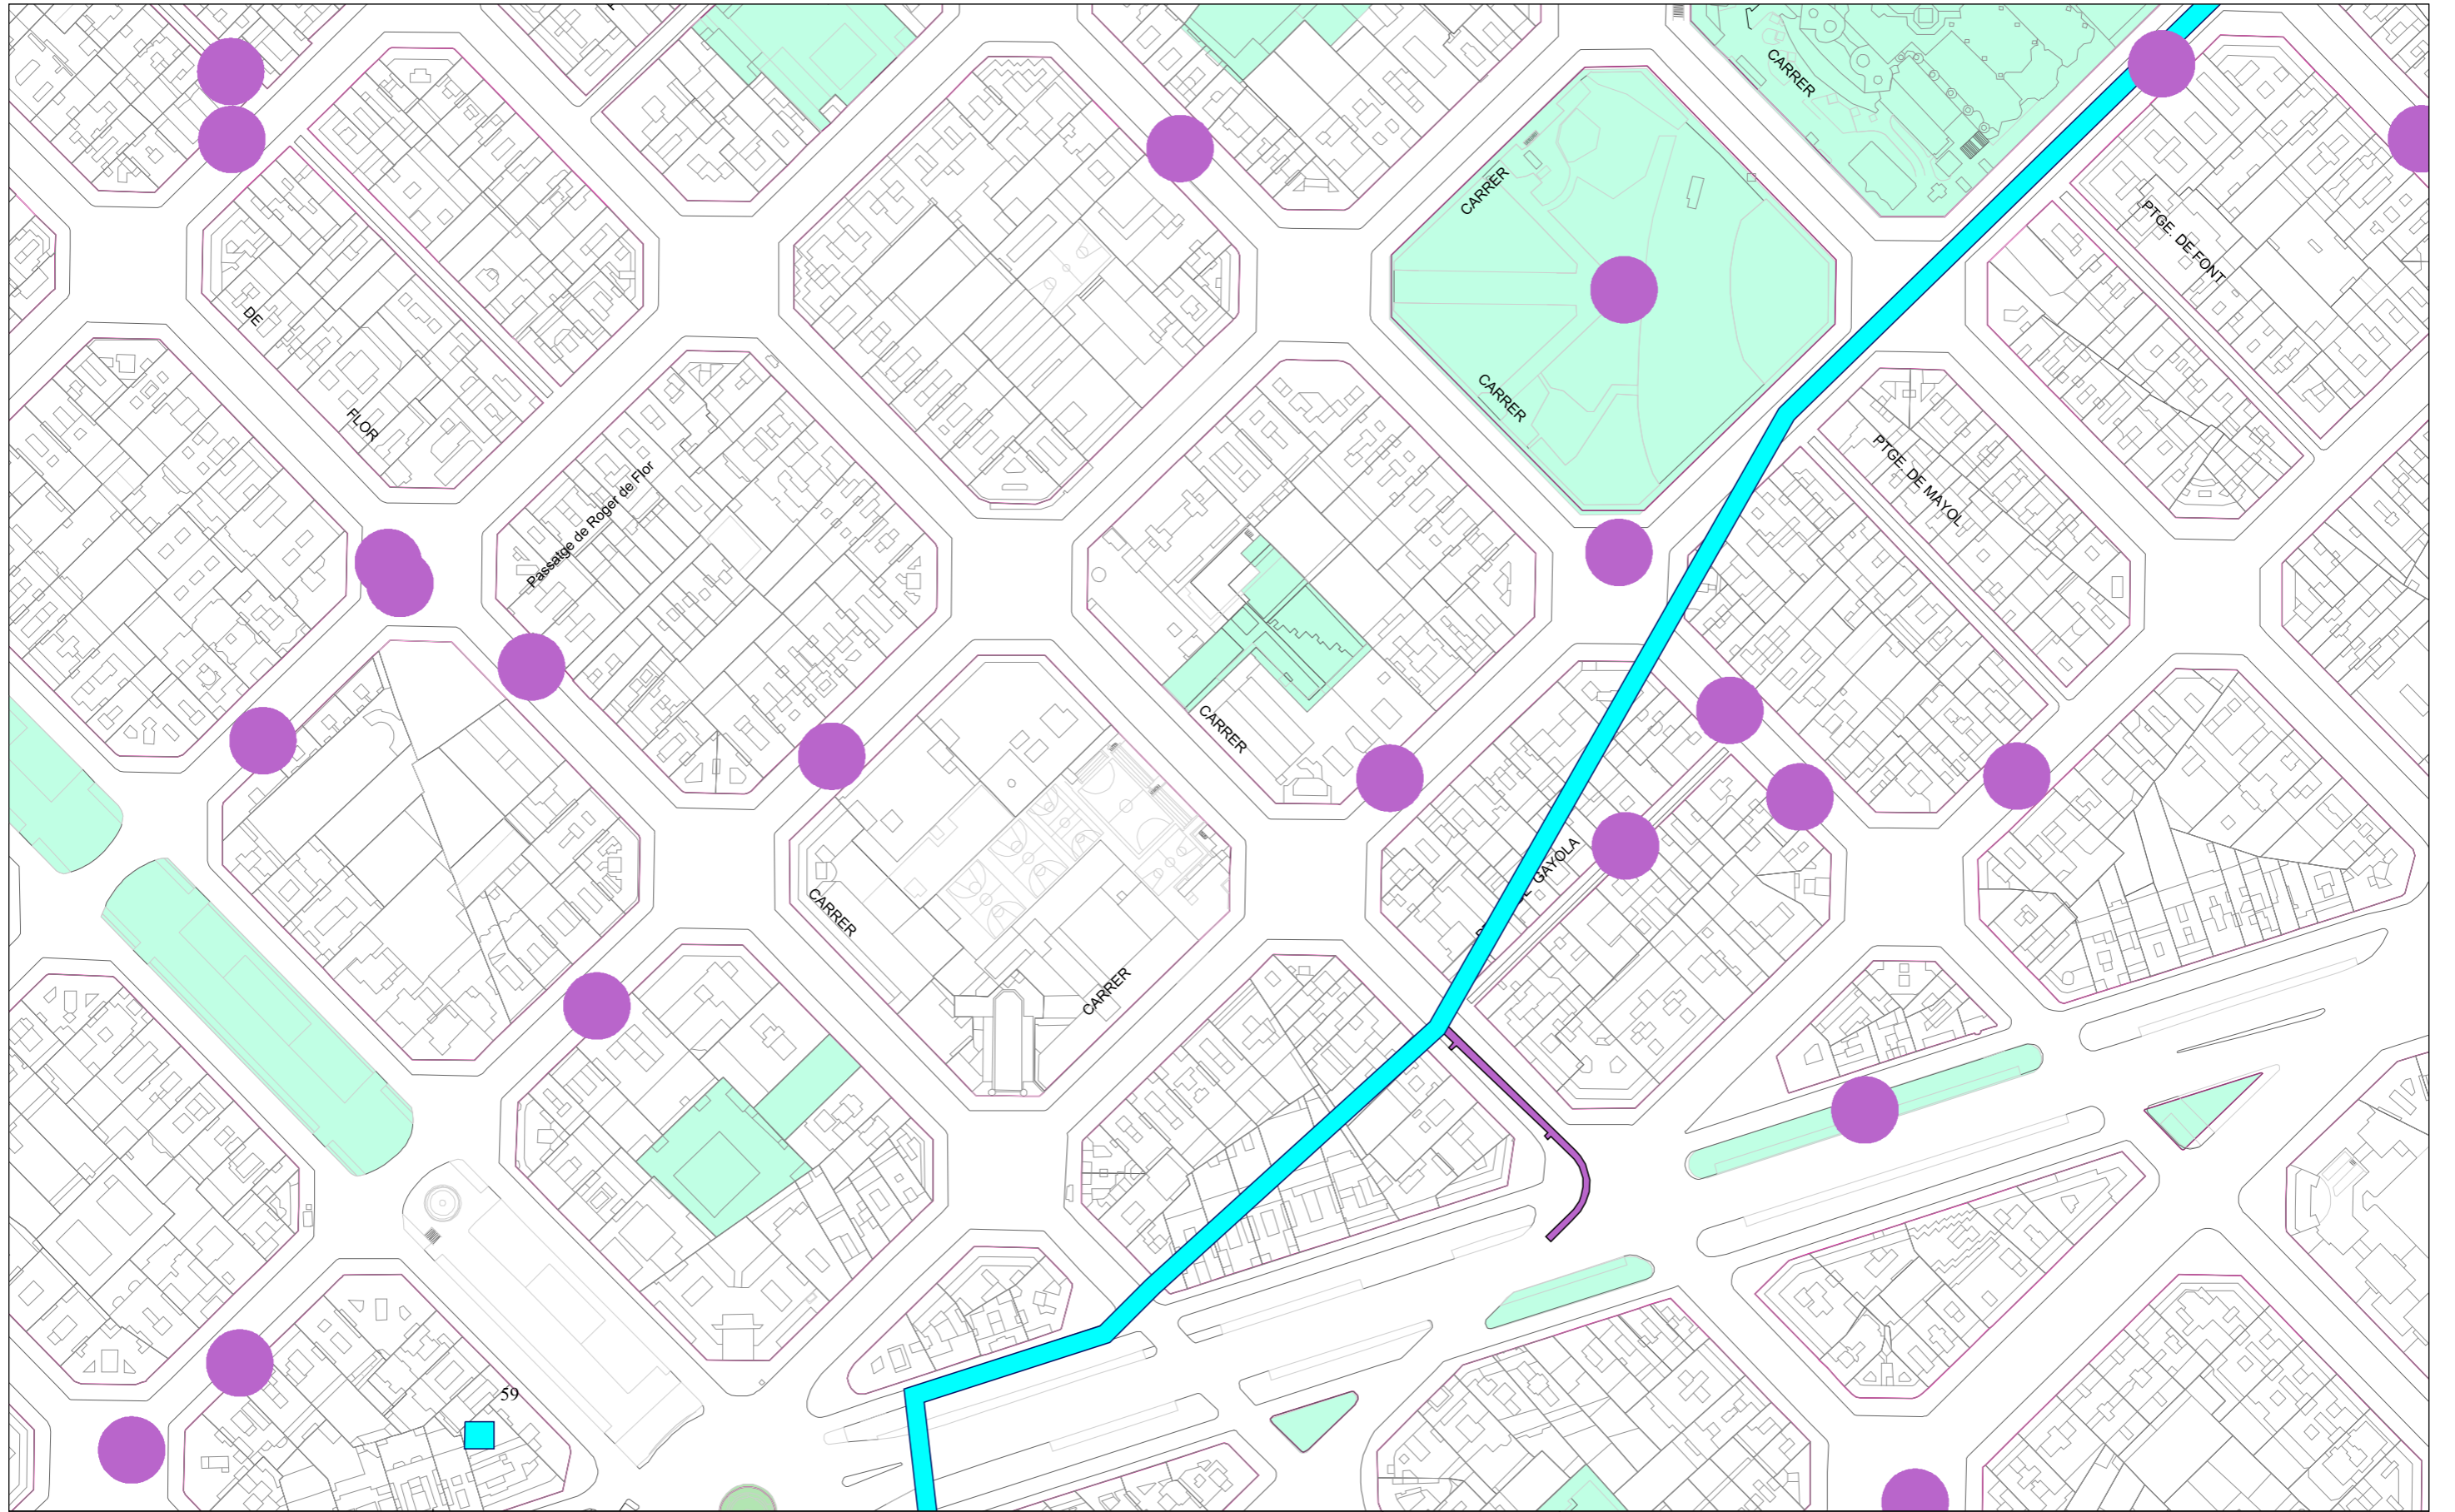 CARRER
CARRER
PTGE. DE FONT
DE
CARRER
FLOR
PTGE. DE MAYOL
Passatge de Roger de Flor
CARRER
GAYOLA
CARRER
CARRER
59